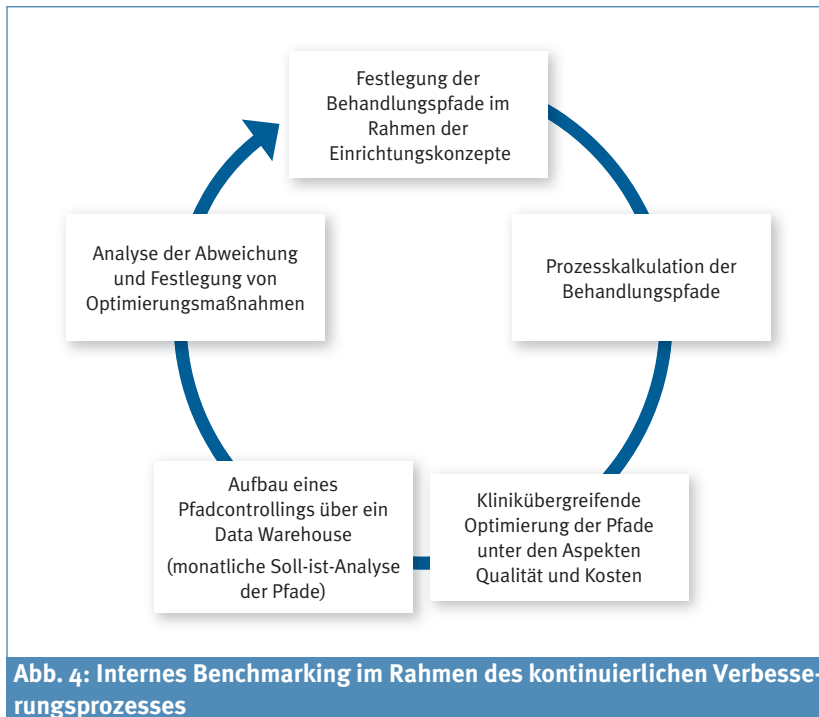 Festlegung der
Behandlungspfade im
Rahmen der
Einrichtungskonzepte
Prozesskalkulation der
Behandlungspfade
Klinikübergreifende
Optimierung der Pfade
unter den Aspekten
Qualität und Kosten
Aufbau eines
Pfadcontrollings über ein
Data Warehouse
(monatliche Soll-ist-Analyse
der Pfade)
Analyse der Abweichung
und Festlegung von
Optimierungsmaßnahmen
Abb. 4: Internes Benchmarking im Rahmen des kontinuierlichen Verbesse-
rungsprozesses